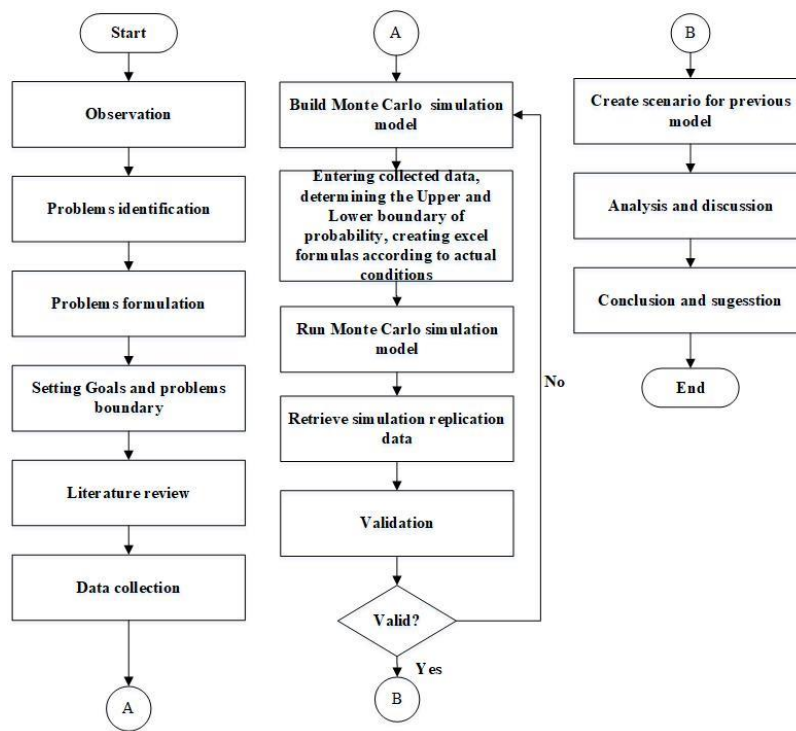 Start
Observation
Problems identification
Problems formulation
Setting Goals and problems
boundary
Literature review
Data collection
A
A
Build Monte Carlo simulation
model
Entering collected data,
determining the Upper and
Lower boundary of
probability, creating excel
formulas according to actual
conditions
Run Monte Carlo simulation
model
Retrieve simulation replication
data
Validation
Valid?
No
Yes
B
B
Create scenario for previous
model
Analysis and discussion
Conclusion and sugesstion
End